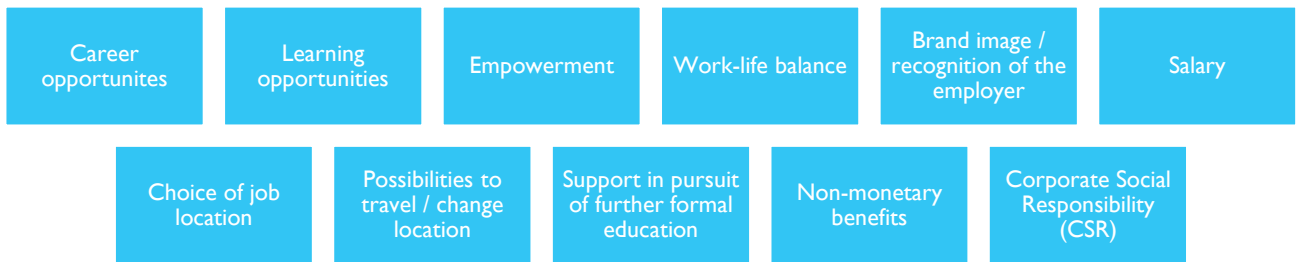 Career
opportunites
Learning
opportunities
Empowerment
Work-life balance
Brand image /
recognition of the
employer
Salary
Choice of job
location
Possibilities to
travel / change
location
Support in pursuit
of further formal
education
Non-monetary
benefits
Corporate Social
Responsibility
(CSR)